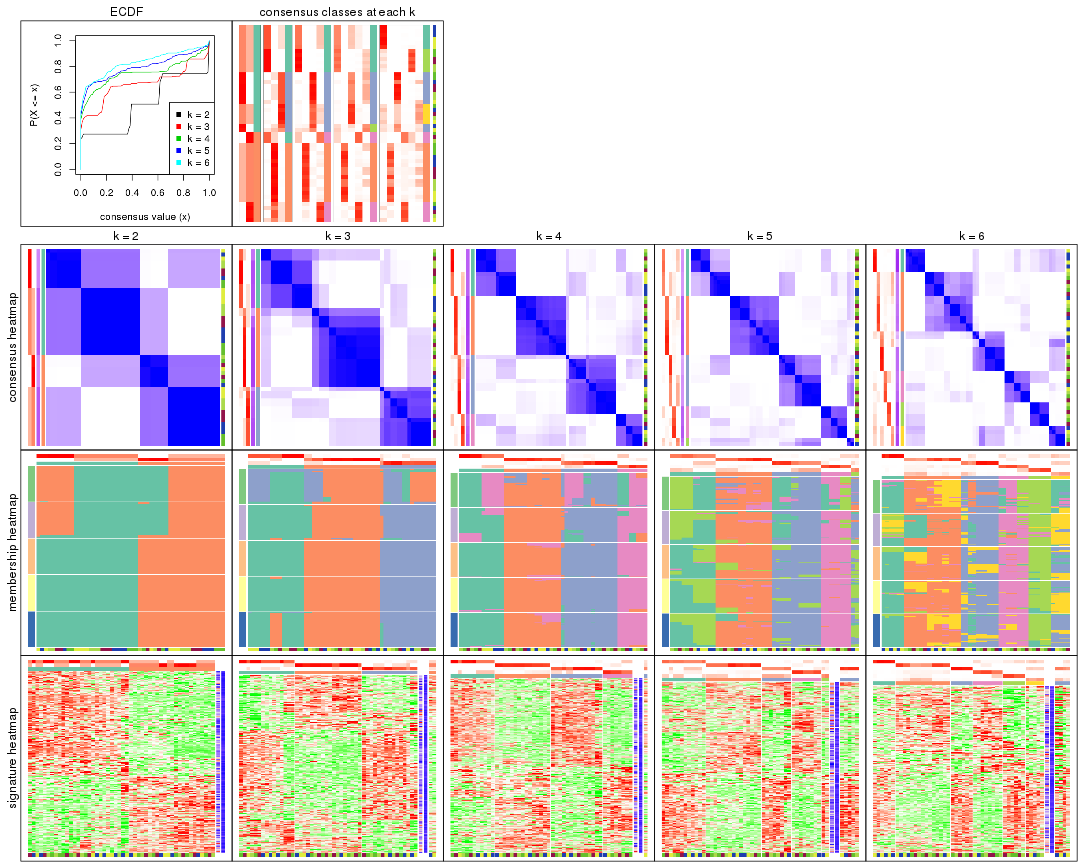 ECDF
consensus classes at each k
P(X <= x)
0.0 0.2 0.4 0.6 0.8 1.0
k = 2
k = 3
k = 4
k = 5
k = 6
0.0 0.2 0.4 0.6 0.8 1.0
consensus value (x)
k = 2
k = 3
k = 4
k = 5
k = 6
consensus heatmap
membership heatmap
signature heatmap